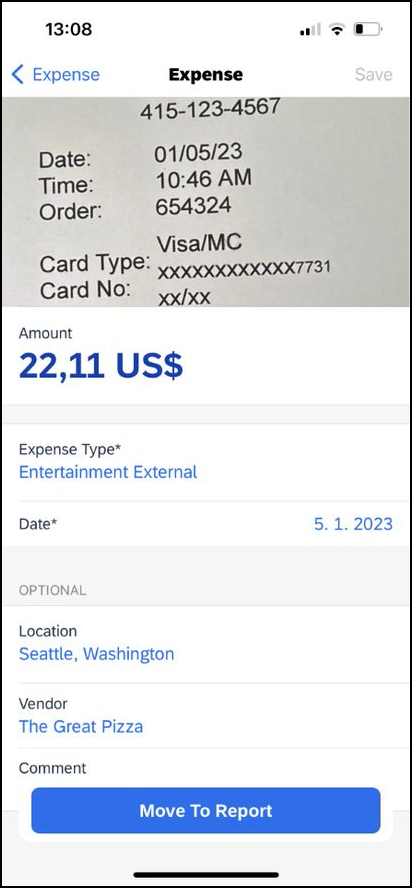 13:08
Expense
Expense
Save
415-123-4567
Date: 01/05/23
Time: 10:46 AM
Order: 654324
Visa/MC
Card Type: xxxxxxxxxxxx7731
Card No: xx/xx
Amount
22,11 US$
Expense Type*
Entertainment External
Date* 5. 1. 2023
OPTIONAL
Location
Seattle, Washington
Vendor
The Great Pizza
Comment
Move To Report